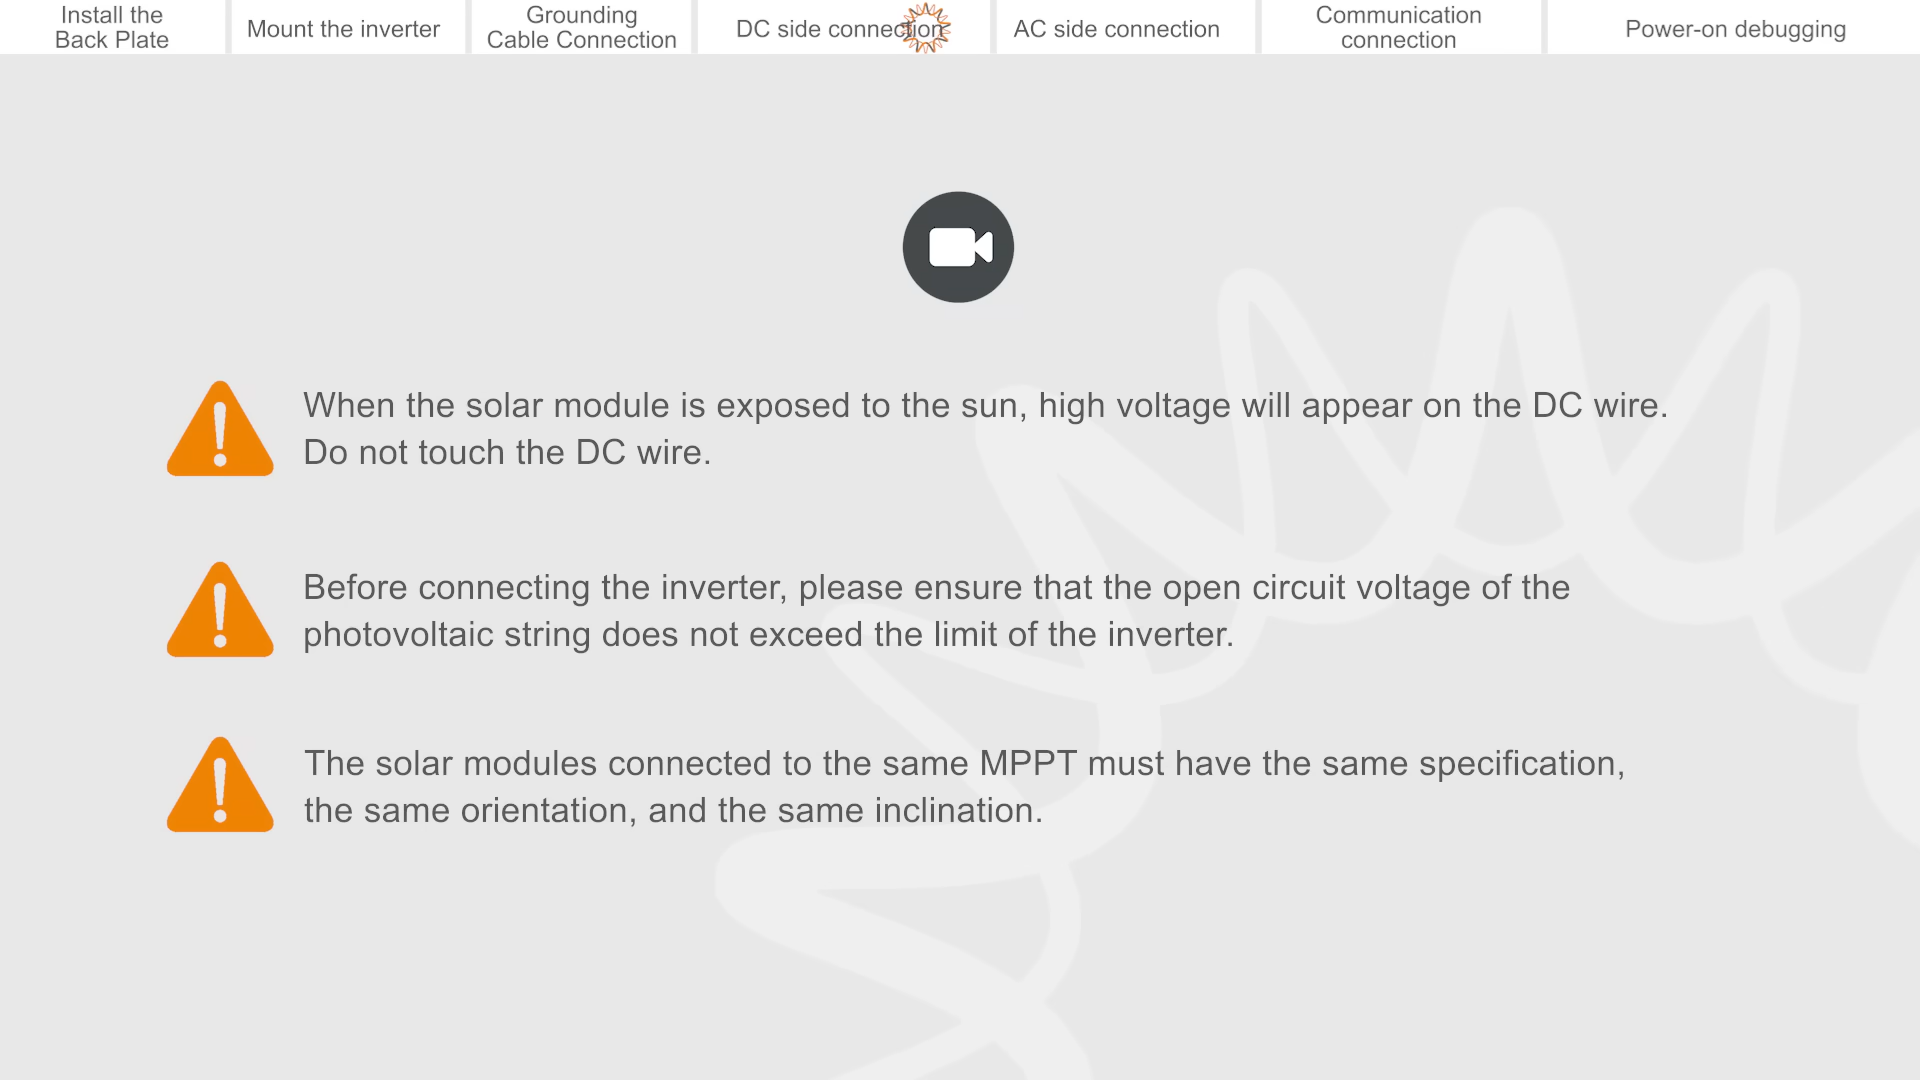 Install the
Back Plate
Mount the inverter
Grounding
Cable Connection
DC side connection
AC side connection
Communication
connection
Power-on debugging
When the solar module is exposed to the sun, high voltage will appear on the DC wire.
Do not touch the DC wire.
Before connecting the inverter, please ensure that the open circuit voltage of the
photovoltaic string does not exceed the limit of the inverter.
The solar modules connected to the same MPPT must have the same specification,
the same orientation, and the same inclination.